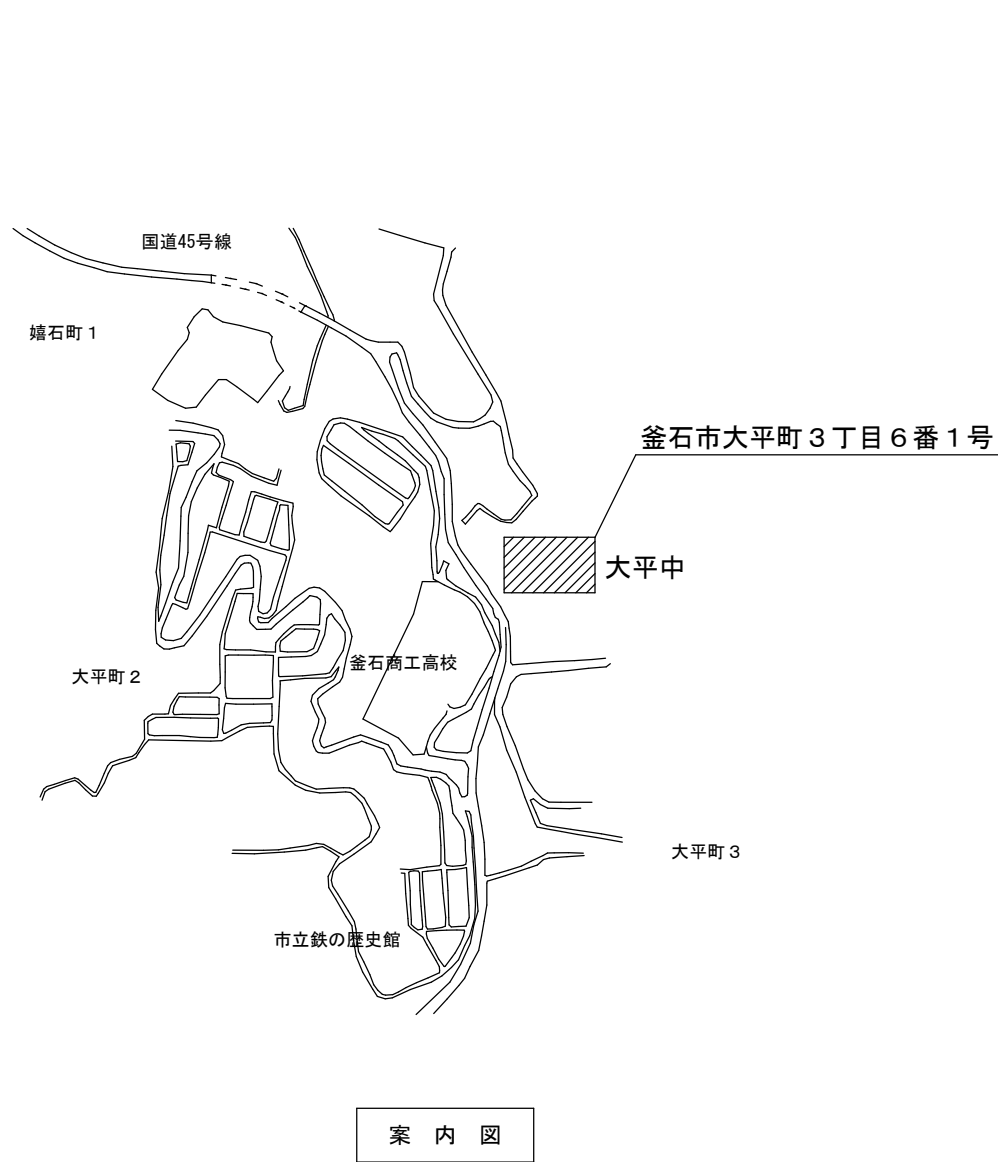 国道45号線
嬉石町１
釜石市大平町３丁目６番１号
大平中
釜石商工高校
大平町２
大平町３
市立鉄の歴史館
案 内 図